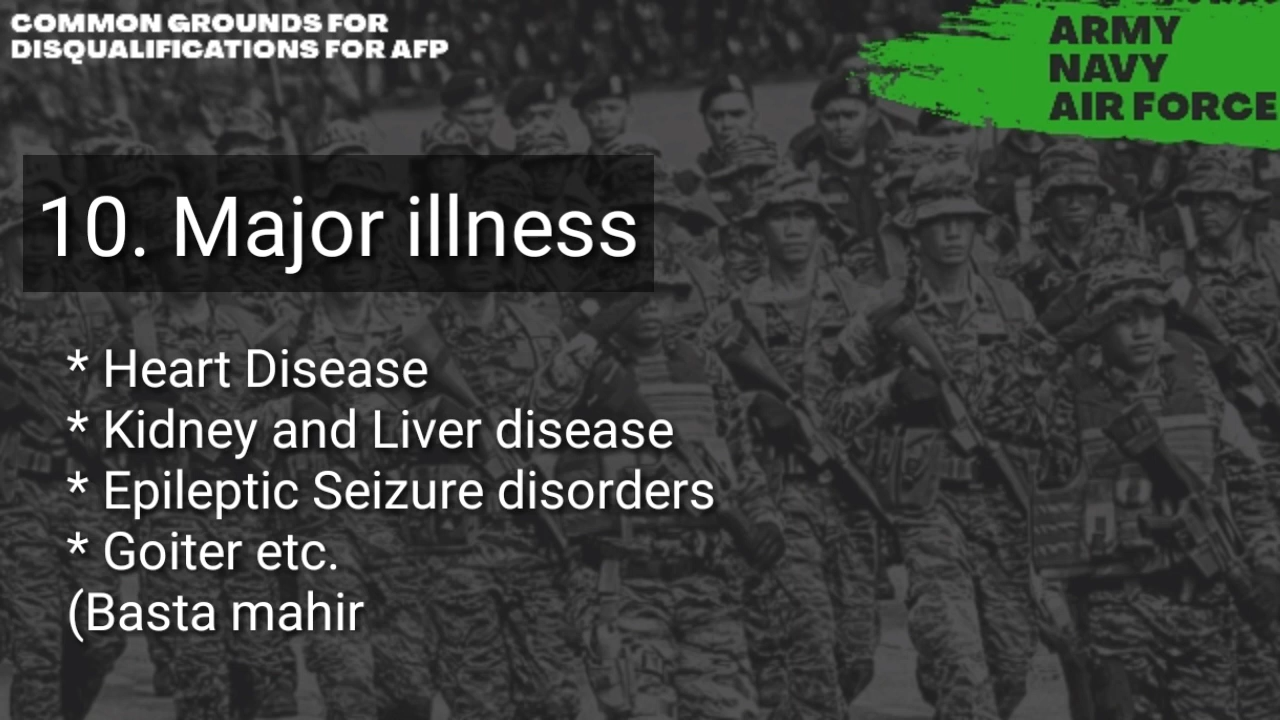 COMMON GROUNDS FOR
DISQUALIFICATIONS FOR AFP
ARMY
NAVY
AIR FORCE
10. Major illness
* Heart Disease
* Kidney and Liver disease
* Epileptic Seizure disorders
* Goiter etc.
(Basta mahir